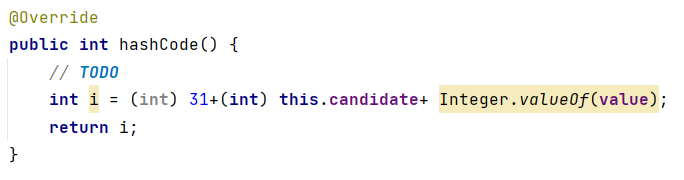 @Override
public int hashCode() {
// TODO
int i = (int) 31+(int) this.candidate+ Integer.valueOf(value);
return i;
}